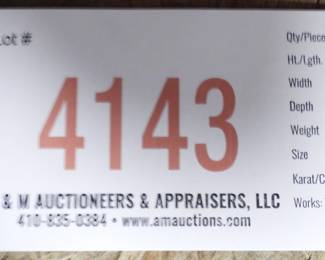 Lot #
4143
& M AUCTIONEERS & APPRAISERS, LLC
410-835-0384 • www.amauctions.com
Qty/Piece
Ht./Lgth.
Width
Depth
Weight
Size
Karat/C
Works: